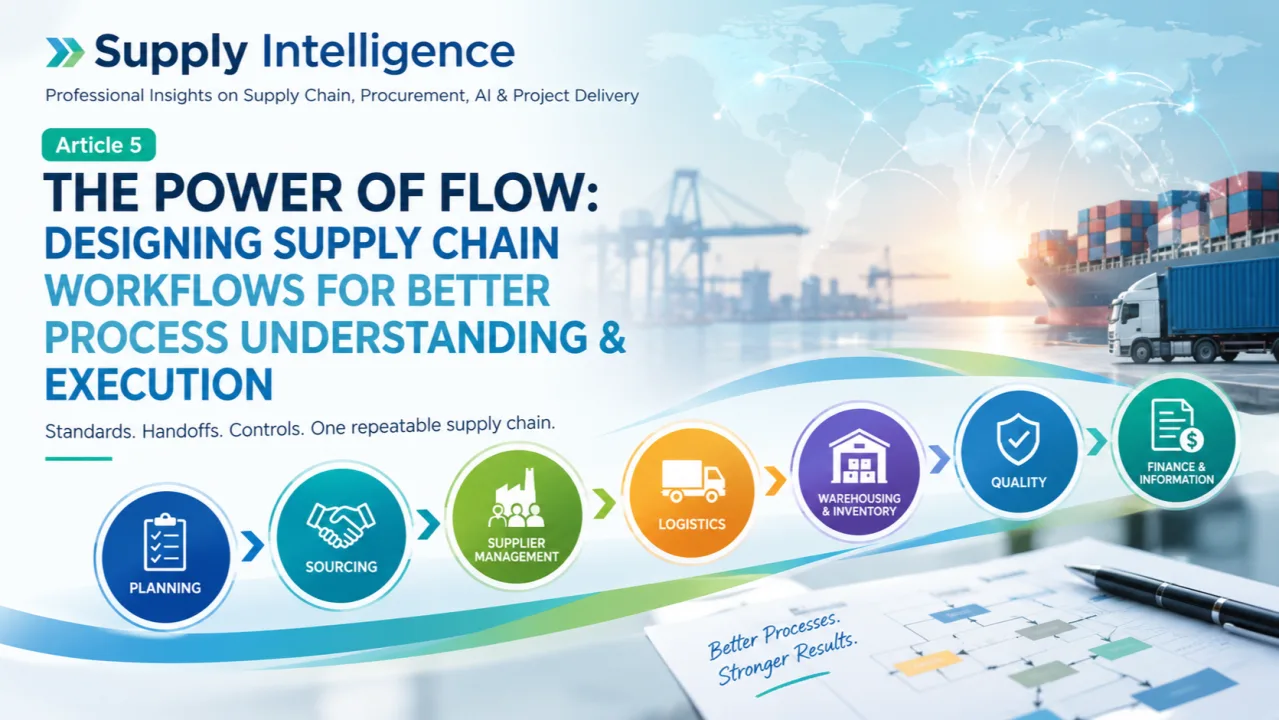 Supply Intelligence
Professional Insights on Supply Chain, Procurement, AI & Project Delivery
Article 5
THE POWER OF FLOW:
DESIGNING SUPPLY CHAIN
WORKFLOWS FOR BETTER
PROCESS UNDERSTANDING &
EXECUTION
Standards. Handoffs. Controls. One repeatable supply chain.
PLANNING
SOURCING
SUPPLIER
MANAGEMENT
LOGISTICS
WAREHOUSING
& INVENTORY
QUALITY
$
FINANCE &
INFORMATION
Better Processes.
Stronger Results.